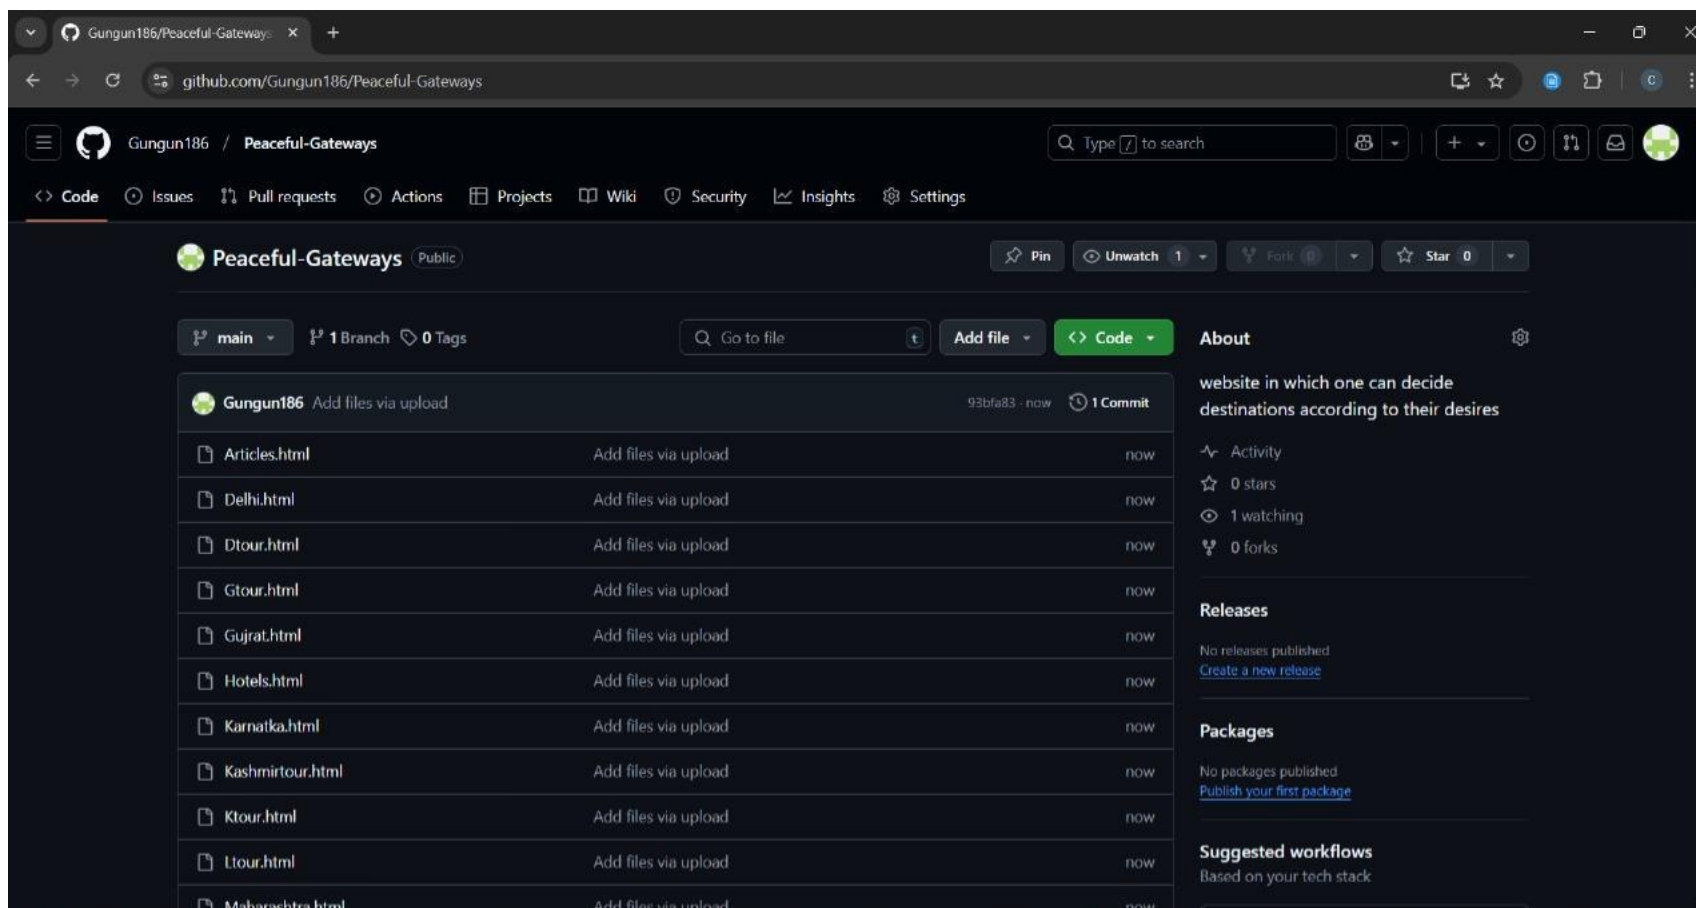 Gungun186/Peaceful-Gateways
github.com/Gungun186/Peaceful-Gateways
C
Gungun186 / Peaceful-Gateways
Type / to search
Code Issues Pull requests Actions Projects Wiki Security Insights Settings
Peaceful-Gateways Public
Pin Unwatch 1 Fork 0 Star 0
main 1 Branch 0 Tags Go to file t Add file Code
Gungun186 Add files via upload 93bfa83 · now 1 Commit
Articles.html Add files via upload now
Delhi.html Add files via upload now
Dtour.html Add files via upload now
Gtour.html Add files via upload now
Gujrat.html Add files via upload now
Hotels.html Add files via upload now
Karnatka.html Add files via upload now
Kashmirtour.html Add files via upload now
Ktour.html Add files via upload now
Ltour.html Add files via upload now
Maharashtra.html Add files via upload now
About
website in which one can decide
destinations according to their desires
Activity
0 stars
1 watching
0 forks
Releases
No releases published
Create a new release
Packages
No packages published
Publish your first package
Suggested workflows
Based on your tech stack